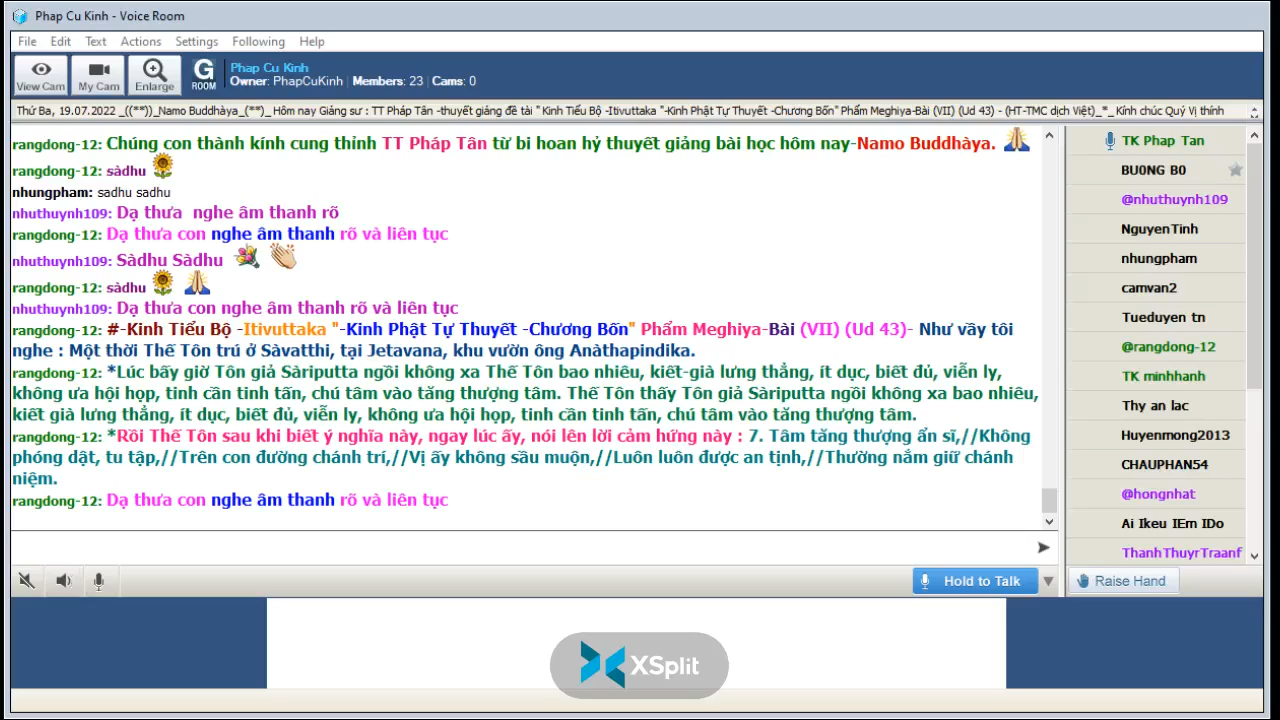 Phap Cu Kinh - Voice Room
File Edit Text Actions Settings Following Help
View Cam My Cam Enlarge G ROOM
Phap Cu Kinh
Owner: PhapCuKinh Members: 23 Cams: 0
Thứ Ba, 19.07.2022 _((**))_Namo Buddhàya_(**)_ Hôm nay Giảng sư : TT Pháp Tân -thuyết giảng đề tài " Kinh Tiểu Bộ -Itivuttaka "-Kinh Phật Tự Thuyết -Chương Bốn" Phẩm Meghiya-Bài (VII) (Ud 43) - (HT-TMC dịch Việt)_*_ Kính chúc Quý Vị thính
rangdong-12: Chúng con thành kính cung thỉnh TT Pháp Tân từ bi hoan hỷ thuyết giảng bài học hôm nay-Namo Buddhàya.
rangdong-12: sàdhu
nhungpham: sadhu sadhu
nhuthuynh109: Dạ thưa nghe âm thanh rõ
rangdong-12: Dạ thưa con nghe âm thanh rõ và liên tục
nhuthuynh109: Sàdhu Sàdhu
rangdong-12: sàdhu
nhuthuynh109: Dạ thưa con nghe âm thanh rõ và liên tục
rangdong-12: #-Kinh Tiểu Bộ -Itivuttaka "-Kinh Phật Tự Thuyết -Chương Bốn" Phẩm Meghiya-Bài (VII) (Ud 43)- Như vầy tôi
nghe : Một thời Thế Tôn trú ở Sàvatthi, tại Jetavana, khu vườn ông Anàthapindika.
rangdong-12: *Lúc bấy giờ Tôn giả Sàriputta ngồi không xa Thế Tôn bao nhiêu, kiết-già lưng thẳng, ít dục, biết đủ, viễn ly,
không ưa hội họp, tinh cần tinh tấn, chú tâm vào tăng thượng tâm. Thế Tôn thấy Tôn giả Sàriputta ngồi không xa bao nhiêu,
kiết già lưng thẳng, ít dục, biết đủ, viễn ly, không ưa hội họp, tinh cần tinh tấn, chú tâm vào tăng thượng tâm.
rangdong-12: *Rồi Thế Tôn sau khi biết ý nghĩa này, ngay lúc ấy, nói lên lời cảm hứng này : 7. Tâm tăng thượng ẩn sĩ,//Không
phóng dật, tu tập,//Trên con đường chánh trí,//Vị ấy không sầu muộn,//Luôn luôn được an tịnh,//Thường nắm giữ chánh
niệm.
rangdong-12: Dạ thưa con nghe âm thanh rõ và liên tục
TK Phap Tan
BU0NG B0
@nhuthuynh109
NguyenTinh
nhungpham
camvan2
Tueduyen tn
@rangdong-12
TK minhhanh
Thy an lac
Huyenmong2013
CHAUPHAN54
@hongnhat
Ai Ikeu IEm IDo
ThanhThuyrTraanf
Hold to Talk
Raise Hand
XSplit